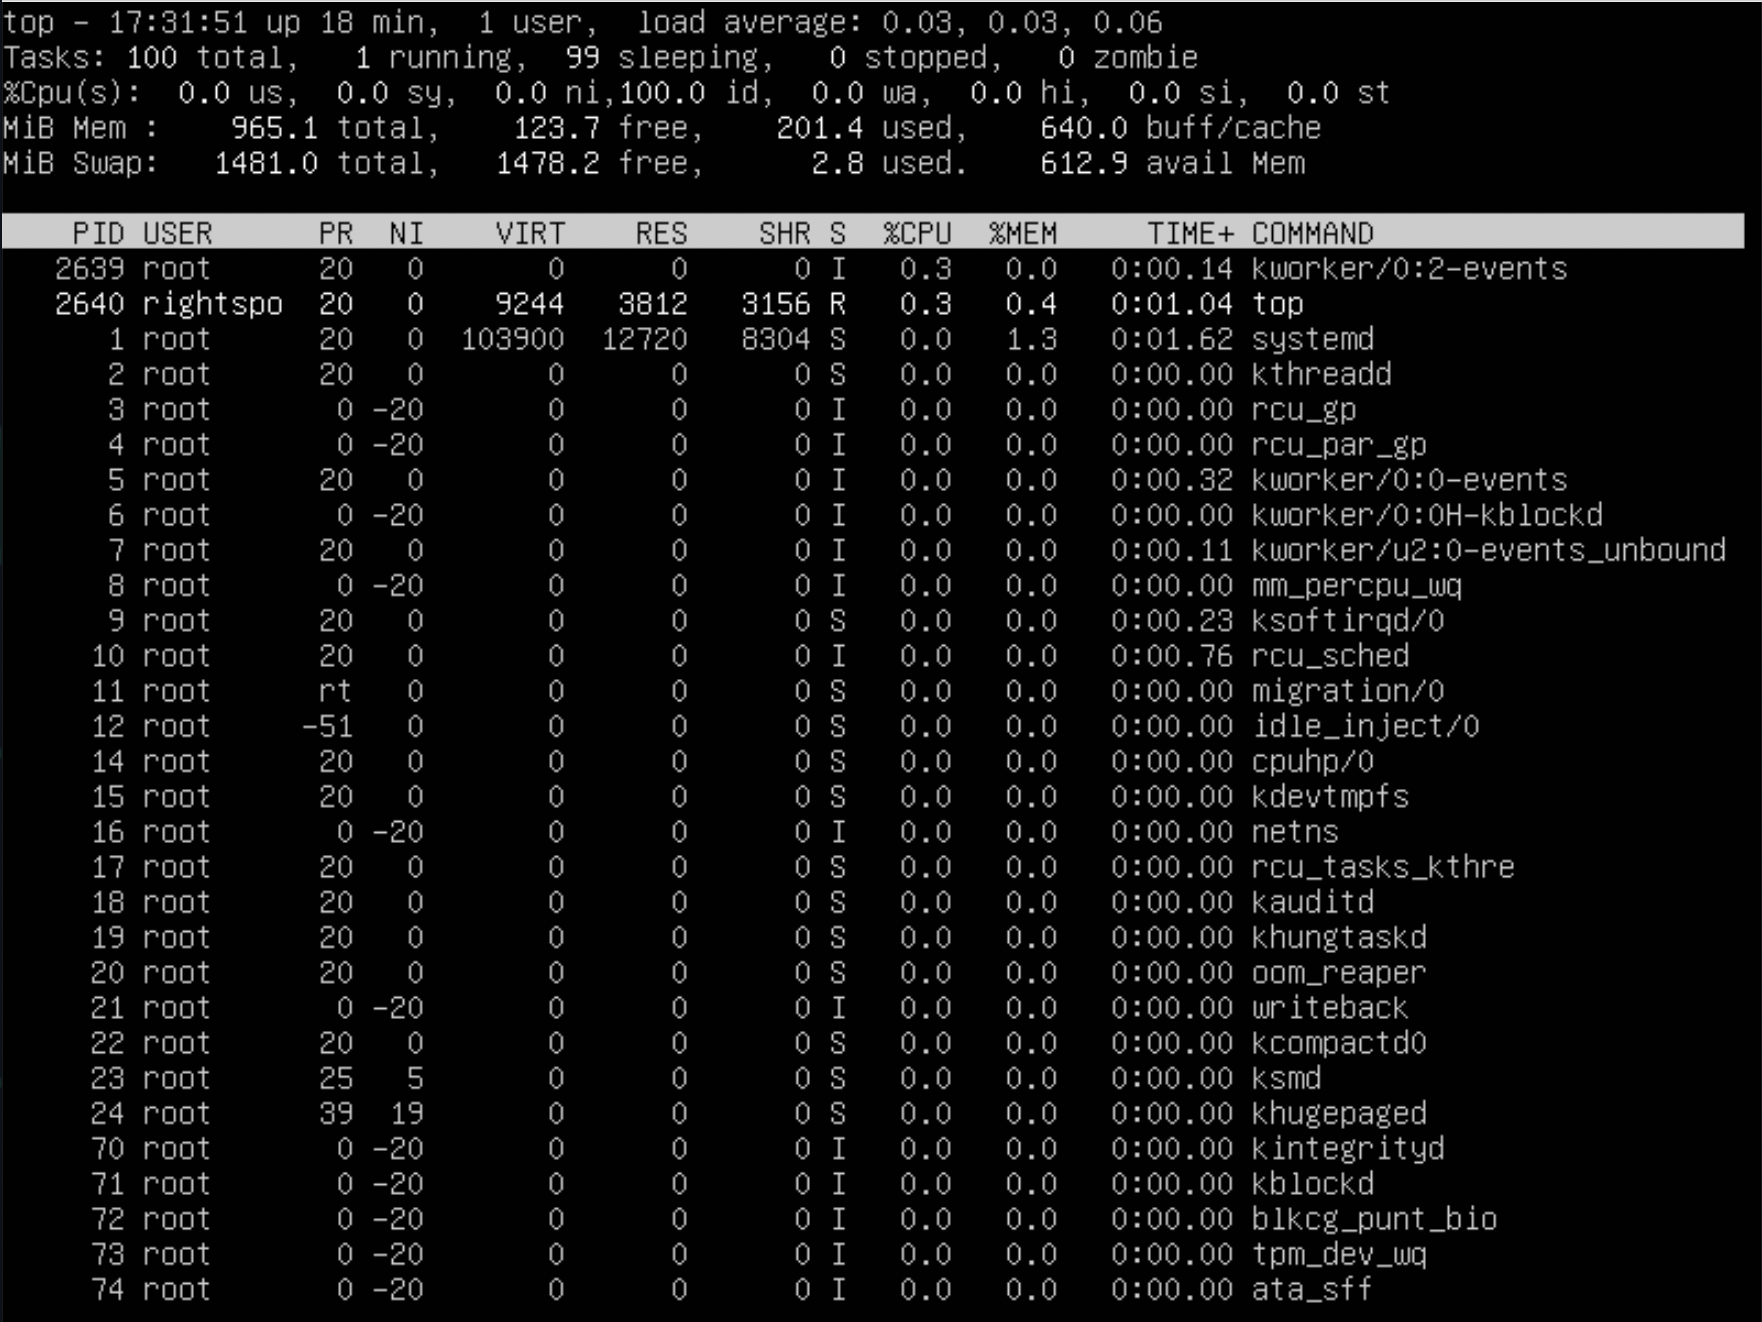 top - 17:31:51 up 18 min,  1 user,  load average: 0.03, 0.03, 0.06
Tasks: 100 total,   1 running,  99 sleeping,   0 stopped,   0 zombie
%Cpu(s):  0.0 us,  0.0 sy,  0.0 ni,100.0 id,  0.0 wa,  0.0 hi,  0.0 si,  0.0 st
MiB Mem :    965.1 total,    123.7 free,    201.4 used,    640.0 buff/cache
MiB Swap:   1481.0 total,   1478.2 free,      2.8 used.    612.9 avail Mem
PID USER      PR  NI    VIRT    RES    SHR S  %CPU  %MEM     TIME+ COMMAND
2639 root      20   0       0      0      0 I   0.3   0.0   0:00.14 kworker/0:2-events
2640 rightspo  20   0    9244   3812   3156 R   0.3   0.4   0:01.04 top
1 root      20   0  103900  12720   8304 S   0.0   1.3   0:01.62 systemd
2 root      20   0       0      0      0 S   0.0   0.0   0:00.00 kthreadd
3 root       0 -20       0      0      0 I   0.0   0.0   0:00.00 rcu_gp
4 root       0 -20       0      0      0 I   0.0   0.0   0:00.00 rcu_par_gp
5 root      20   0       0      0      0 I   0.0   0.0   0:00.32 kworker/0:0-events
6 root       0 -20       0      0      0 I   0.0   0.0   0:00.00 kworker/0:0H-kblockd
7 root      20   0       0      0      0 I   0.0   0.0   0:00.11 kworker/u2:0-events_unbound
8 root       0 -20       0      0      0 I   0.0   0.0   0:00.00 mm_percpu_wq
9 root      20   0       0      0      0 S   0.0   0.0   0:00.23 ksoftirqd/0
10 root      20   0       0      0      0 I   0.0   0.0   0:00.76 rcu_sched
11 root      rt   0       0      0      0 S   0.0   0.0   0:00.00 migration/0
12 root     -51   0       0      0      0 S   0.0   0.0   0:00.00 idle_inject/0
14 root      20   0       0      0      0 S   0.0   0.0   0:00.00 cpuhp/0
15 root      20   0       0      0      0 S   0.0   0.0   0:00.00 kdevtmpfs
16 root       0 -20       0      0      0 I   0.0   0.0   0:00.00 netns
17 root      20   0       0      0      0 S   0.0   0.0   0:00.00 rcu_tasks_kthre
18 root      20   0       0      0      0 S   0.0   0.0   0:00.00 kauditd
19 root      20   0       0      0      0 S   0.0   0.0   0:00.00 khungtaskd
20 root      20   0       0      0      0 S   0.0   0.0   0:00.00 oom_reaper
21 root       0 -20       0      0      0 I   0.0   0.0   0:00.00 writeback
22 root      20   0       0      0      0 S   0.0   0.0   0:00.00 kcompactd0
23 root      25   5       0      0      0 S   0.0   0.0   0:00.00 ksmd
24 root      39  19       0      0      0 S   0.0   0.0   0:00.00 khugepaged
70 root       0 -20       0      0      0 I   0.0   0.0   0:00.00 kintegrityd
71 root       0 -20       0      0      0 I   0.0   0.0   0:00.00 kblockd
72 root       0 -20       0      0      0 I   0.0   0.0   0:00.00 blkcg_punt_bio
73 root       0 -20       0      0      0 I   0.0   0.0   0:00.00 tpm_dev_wq
74 root       0 -20       0      0      0 I   0.0   0.0   0:00.00 ata_sff